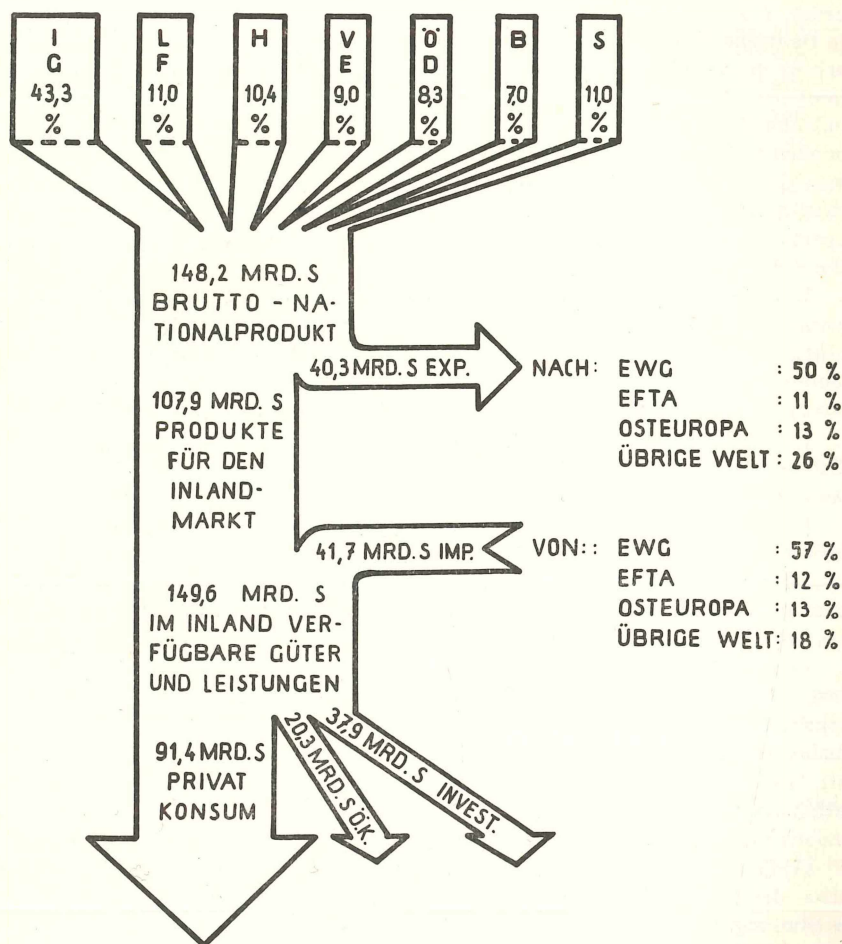 I G 43,3 %
L F 11,0 %
H 10,4 %
V E 9,0 %
Ö D 8,3 %
B 7,0 %
S 11,0 %
148,2 MRD. S
BRUTTO - NA-
TIONALPRODUKT
40,3 MRD. S EXP.
NACH: EWG : 50 %
EFTA : 11 %
OSTEUROPA : 13 %
ÜBRIGE WELT : 26 %
107,9 MRD. S
PRODUKTE
FÜR DEN
INLAND-
MARKT
41,7 MRD. S IMP.
VON:: EWG : 57 %
EFTA : 12 %
OSTEUROPA : 13 %
ÜBRIGE WELT : 18 %
149,6 MRD. S
IM INLAND VER-
FÜGBARE GÜTER
UND LEISTUNGEN
91,4 MRD. S
PRIVAT
KONSUM
20,3 MRD. S Ö.K.
37,9 MRD. S INVEST.